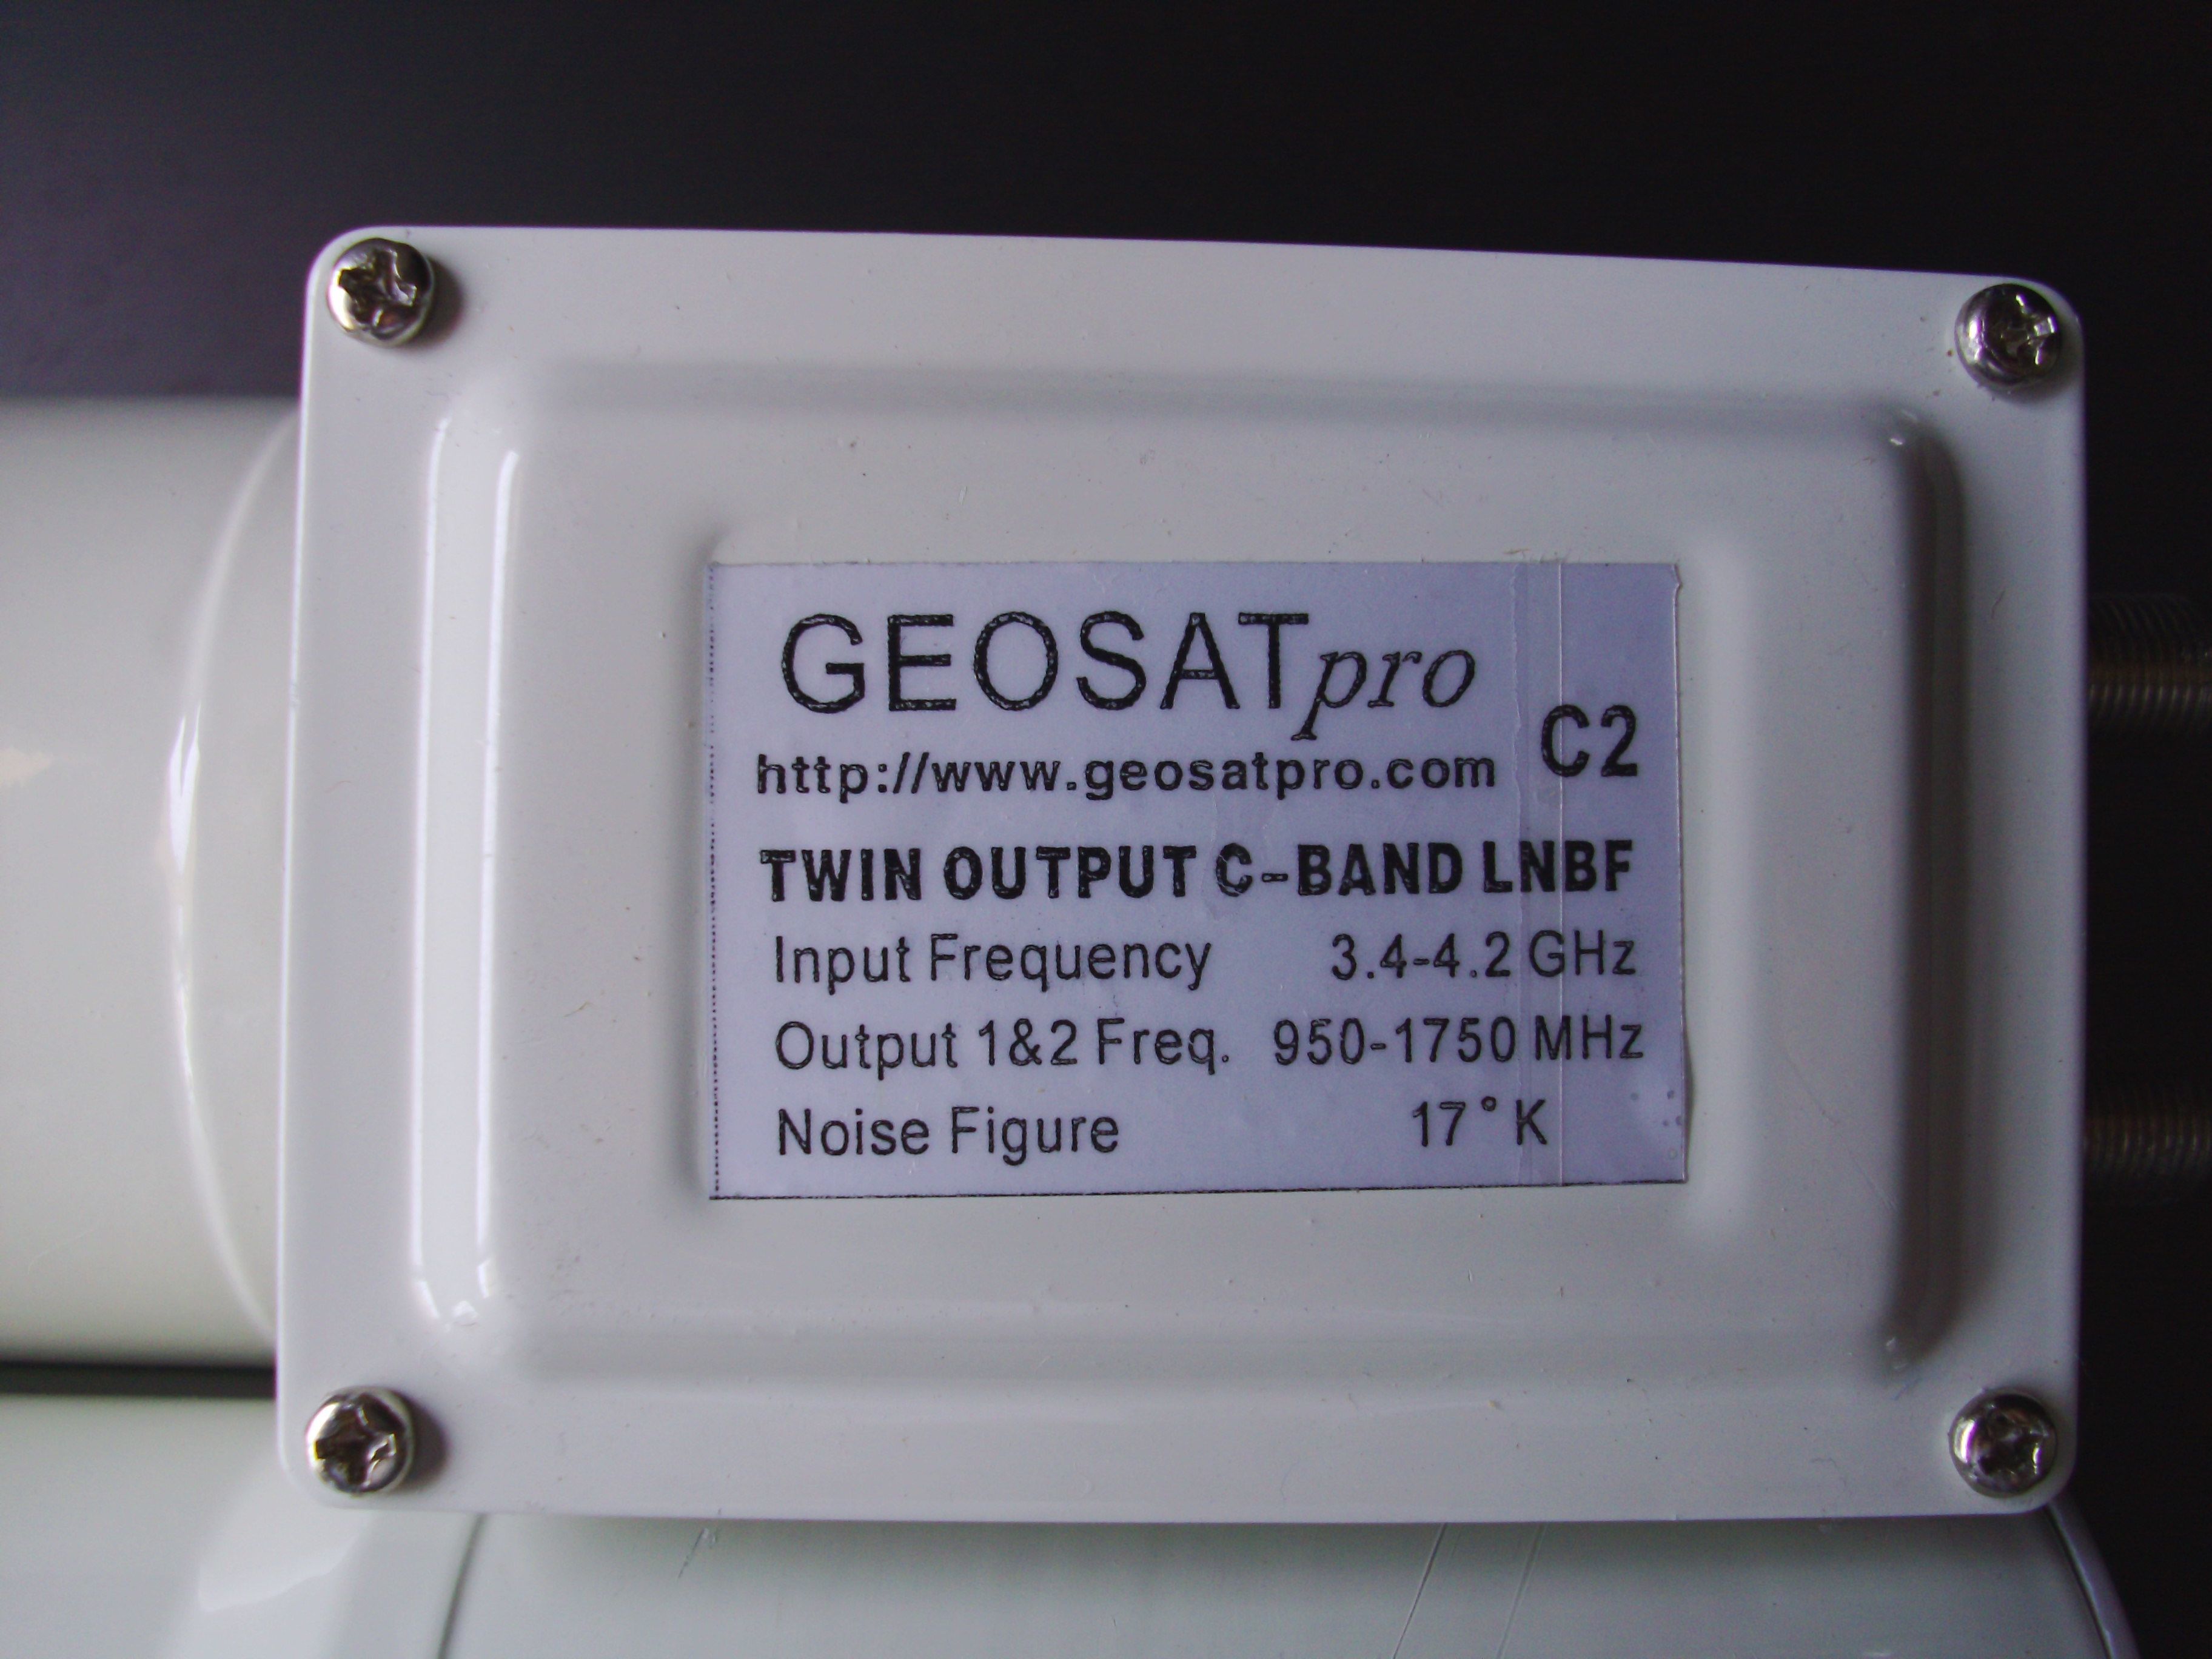 GEOSATpro
http://www.geosatpro.com C2
TWIN OUTPUT C-BAND LNBF
Input Frequency 3.4-4.2 GHz
Output 1&2 Freq. 950-1750 MHz
Noise Figure 17°K